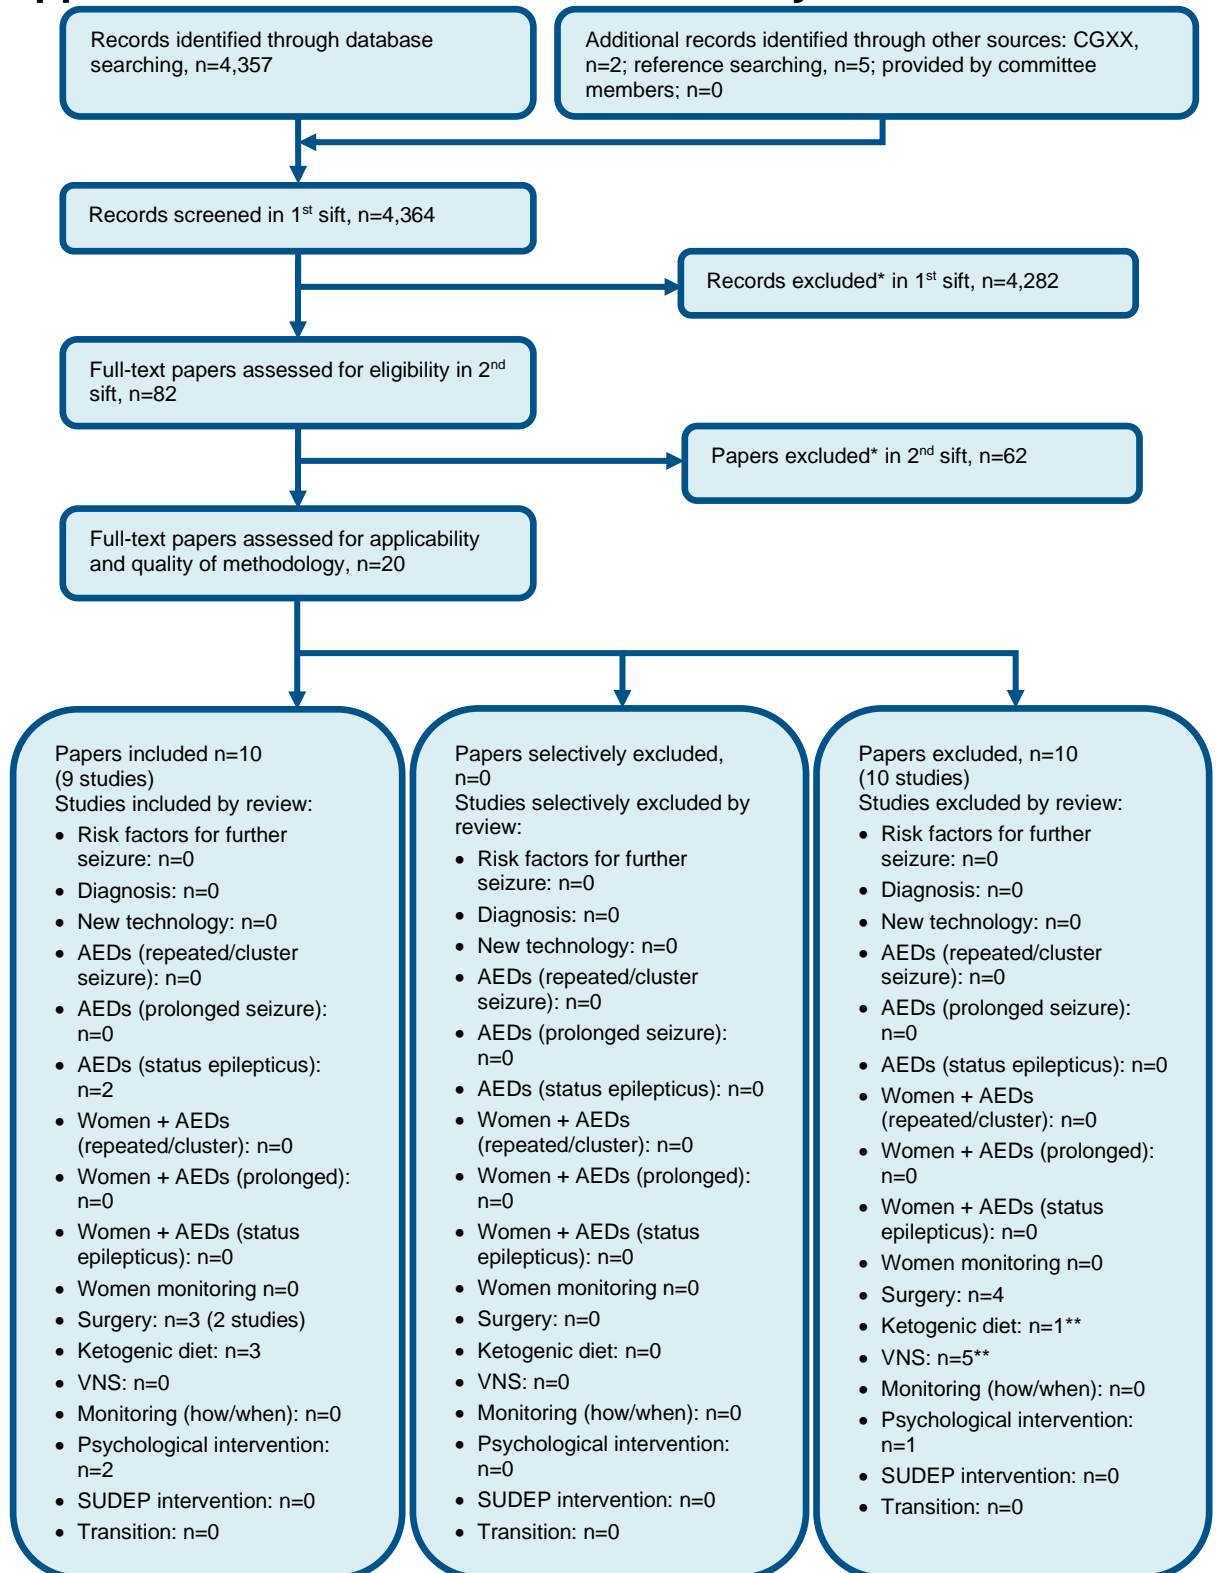 Records identified through database
searching, n=4,357
Additional records identified through other sources: CGXX,
n=2; reference searching, n=5; provided by committee
members; n=0
Records screened in 1st sift, n=4,364
Records excluded* in 1st sift, n=4,282
Full-text papers assessed for eligibility in 2nd
sift, n=82
Papers excluded* in 2nd sift, n=62
Full-text papers assessed for applicability
and quality of methodology, n=20
Papers included n=10
(9 studies)
Studies included by review:
• Risk factors for further
seizure: n=0
• Diagnosis: n=0
• New technology: n=0
• AEDs (repeated/cluster
seizure): n=0
• AEDs (prolonged seizure):
n=0
• AEDs (status epilepticus):
n=2
• Women + AEDs
(repeated/cluster): n=0
• Women + AEDs (prolonged):
n=0
• Women + AEDs (status
epilepticus): n=0
• Women monitoring n=0
• Surgery: n=3 (2 studies)
• Ketogenic diet: n=3
• VNS: n=0
• Monitoring (how/when): n=0
• Psychological intervention:
n=2
• SUDEP intervention: n=0
• Transition: n=0
Papers selectively excluded,
n=0
Studies selectively excluded by
review:
• Risk factors for further
seizure: n=0
• Diagnosis: n=0
• New technology: n=0
• AEDs (repeated/cluster
seizure): n=0
• AEDs (prolonged seizure):
n=0
• AEDs (status epilepticus): n=0
• Women + AEDs
(repeated/cluster): n=0
• Women + AEDs (prolonged):
n=0
• Women + AEDs (status
epilepticus): n=0
• Women monitoring n=0
• Surgery: n=0
• Ketogenic diet: n=0
• VNS: n=0
• Monitoring (how/when): n=0
• Psychological intervention:
n=0
• SUDEP intervention: n=0
• Transition: n=0
Papers excluded, n=10
(10 studies)
Studies excluded by review:
• Risk factors for further
seizure: n=0
• Diagnosis: n=0
• New technology: n=0
• AEDs (repeated/cluster
seizure): n=0
• AEDs (prolonged seizure):
n=0
• AEDs (status epilepticus): n=0
• Women + AEDs
(repeated/cluster): n=0
• Women + AEDs (prolonged):
n=0
• Women + AEDs (status
epilepticus): n=0
• Women monitoring n=0
• Surgery: n=4
• Ketogenic diet: n=1**
• VNS: n=5**
• Monitoring (how/when): n=0
• Psychological intervention:
n=1
• SUDEP intervention: n=0
• Transition: n=0